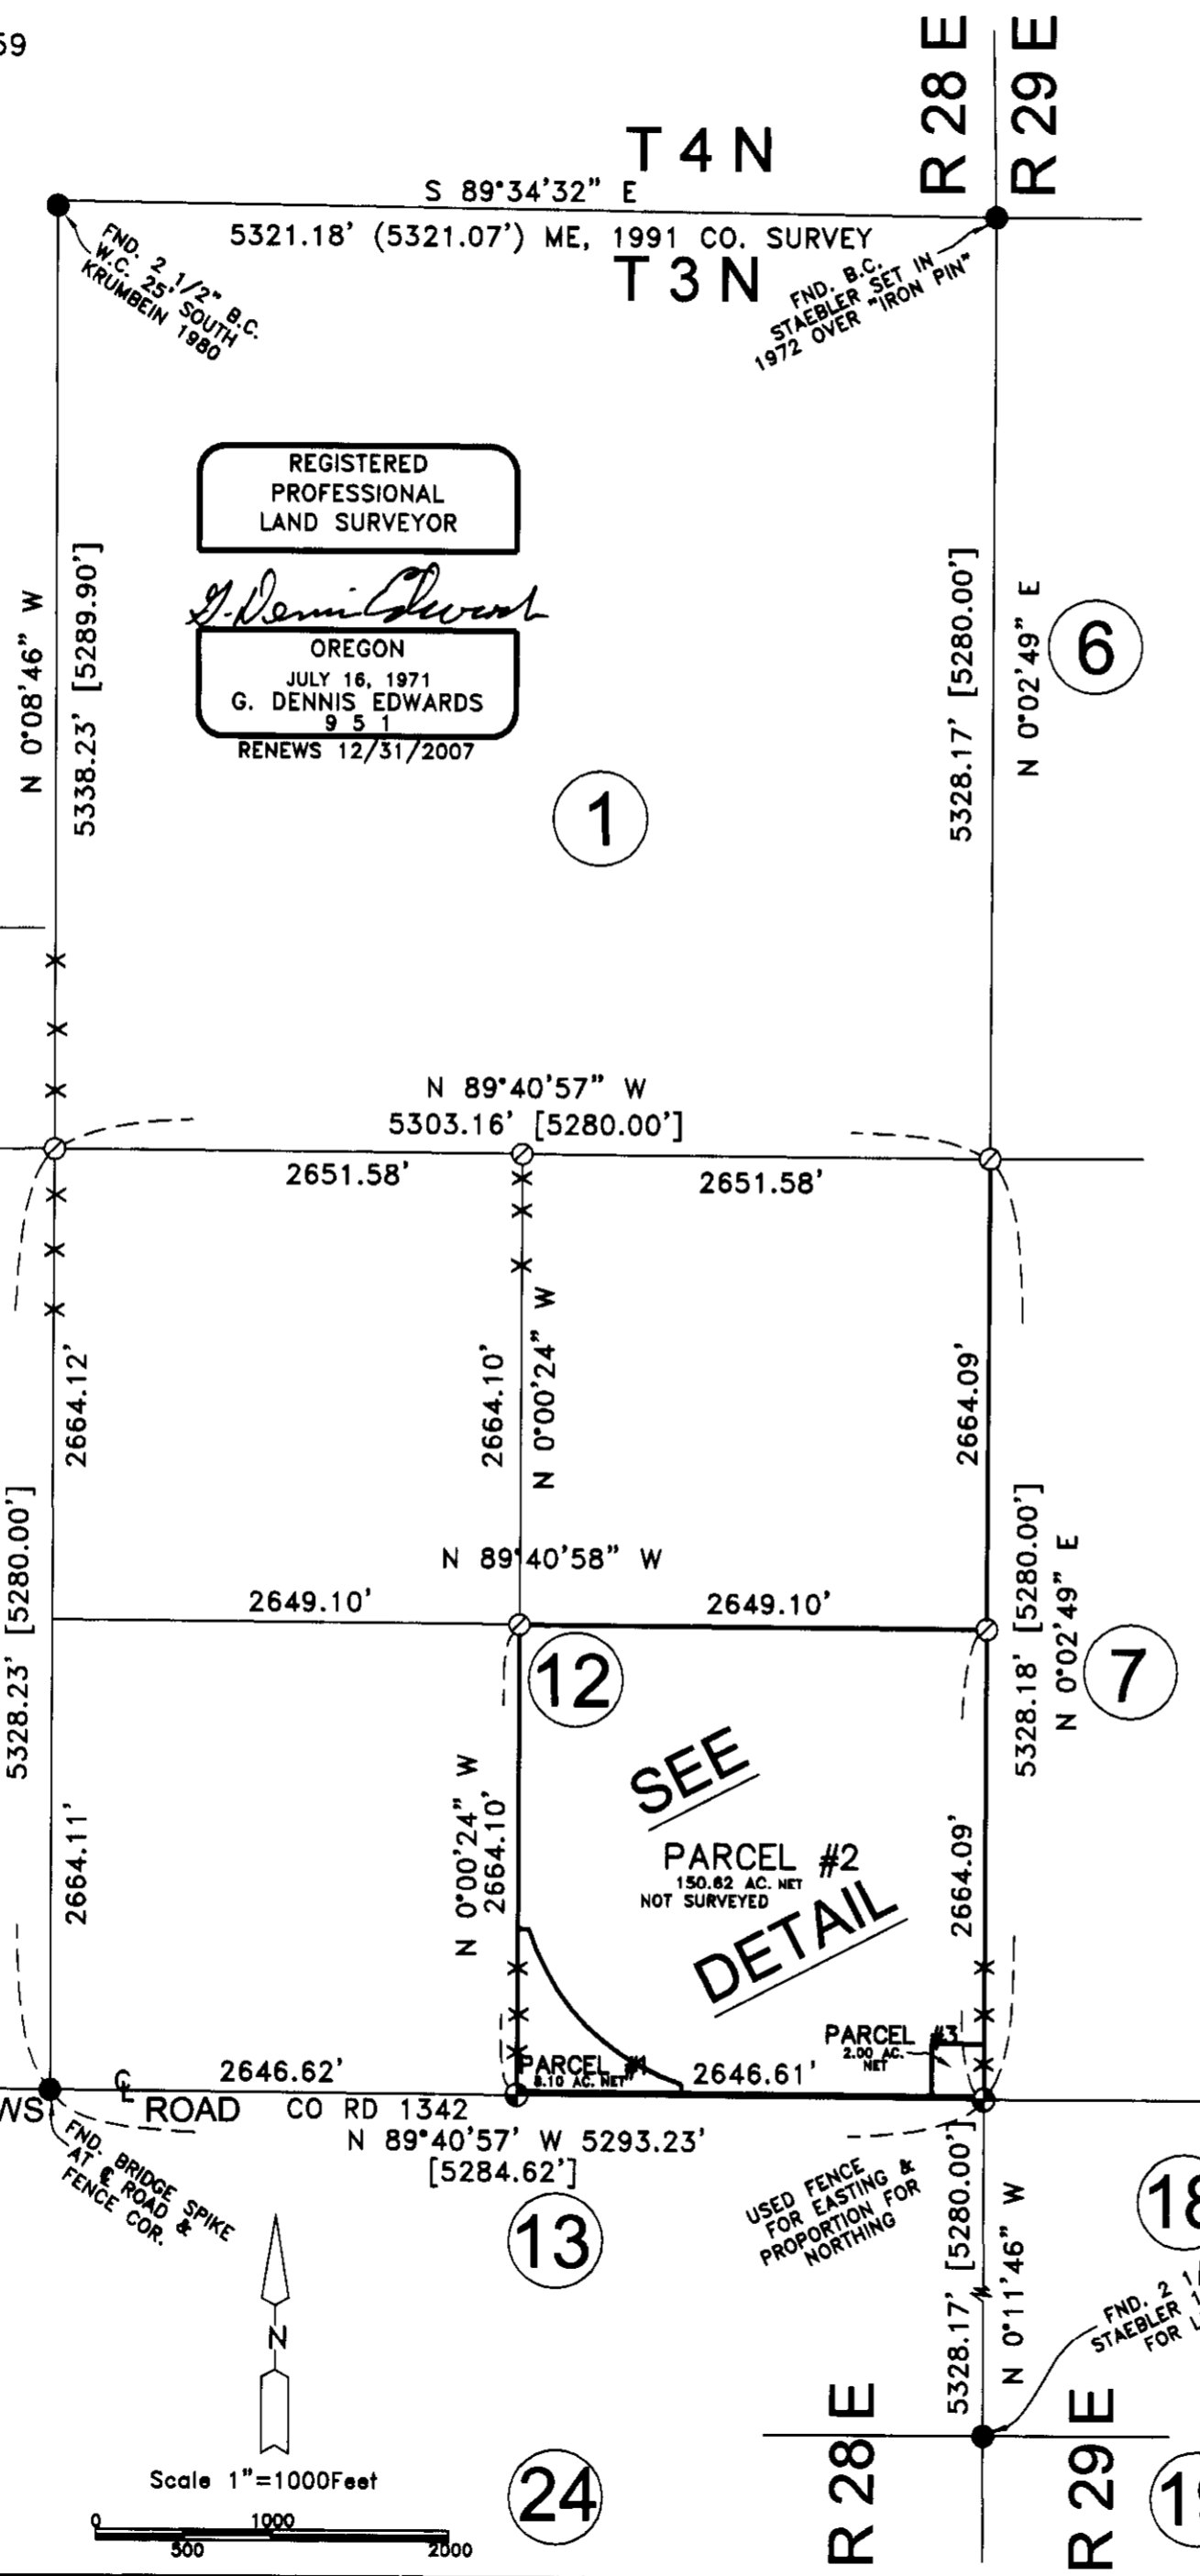 59
R 28 E
R 29 E
T 4 N
S 89°34'32" E
5321.18' (5321.07') ME, 1991 CO. SURVEY
T 3 N
FND. 2 1/2" B.C.
W.C. 25' SOUTH
KRUMBEIN 1980
FND. B.C.
STAEBLER SET IN
1972 OVER "IRON PIN"
REGISTERED
PROFESSIONAL
LAND SURVEYOR
G. Dennis Edwards
OREGON
JULY 16, 1971
G. DENNIS EDWARDS
9 5 1
RENEWS 12/31/2007
N 0°08'46" W
5338.23' [5289.90']
5328.17' [5280.00']
N 0°02'49" E
6
1
N 89°40'57" W
5303.16' [5280.00']
2651.58'
2651.58'
2664.12'
2664.10'
N 0°00'24" W
2664.09'
N 89°40'58" W
2649.10'
2649.10'
5328.23' [5280.00']
5328.18' [5280.00']
N 0°02'49" E
12
7
SEE
PARCEL #2
150.62 AC. NET
NOT SURVEYED
DETAIL
2664.11'
N 0°00'24" W
2664.10'
2664.09'
PARCEL #3
2.00 AC.
NET
PARCEL #1
8.10 AC. NET
2646.62'
2646.61'
WS
℄
ROAD
CO RD 1342
N 89°40'57' W 5293.23'
[5284.62']
FND. BRIDGE SPIKE
AT ℄ ROAD &
FENCE COR.
USED FENCE
FOR EASTING &
PROPORTION FOR
NORTHING
13
18
5328.17' [5280.00']
N 0°11'46" W
FND. 2 1
STAEBLER 1
FOR L
N
Scale 1"=1000Feet
0
1000
500
2000
24
R 28 E
R 29 E
1